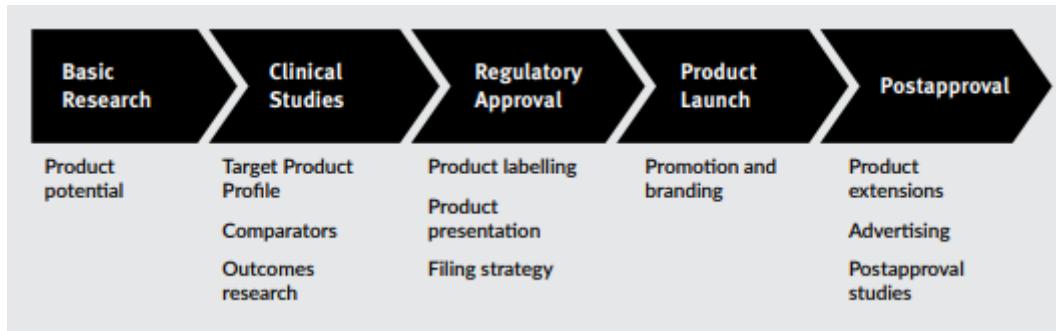 Basic
Research
Clinical
Studies
Regulatory
Approval
Product
Launch
Postapproval
Product
potential
Target Product
Profile
Comparators
Outcomes
research
Product labelling
Product
presentation
Filing strategy
Promotion and
branding
Product
extensions
Advertising
Postapproval
studies